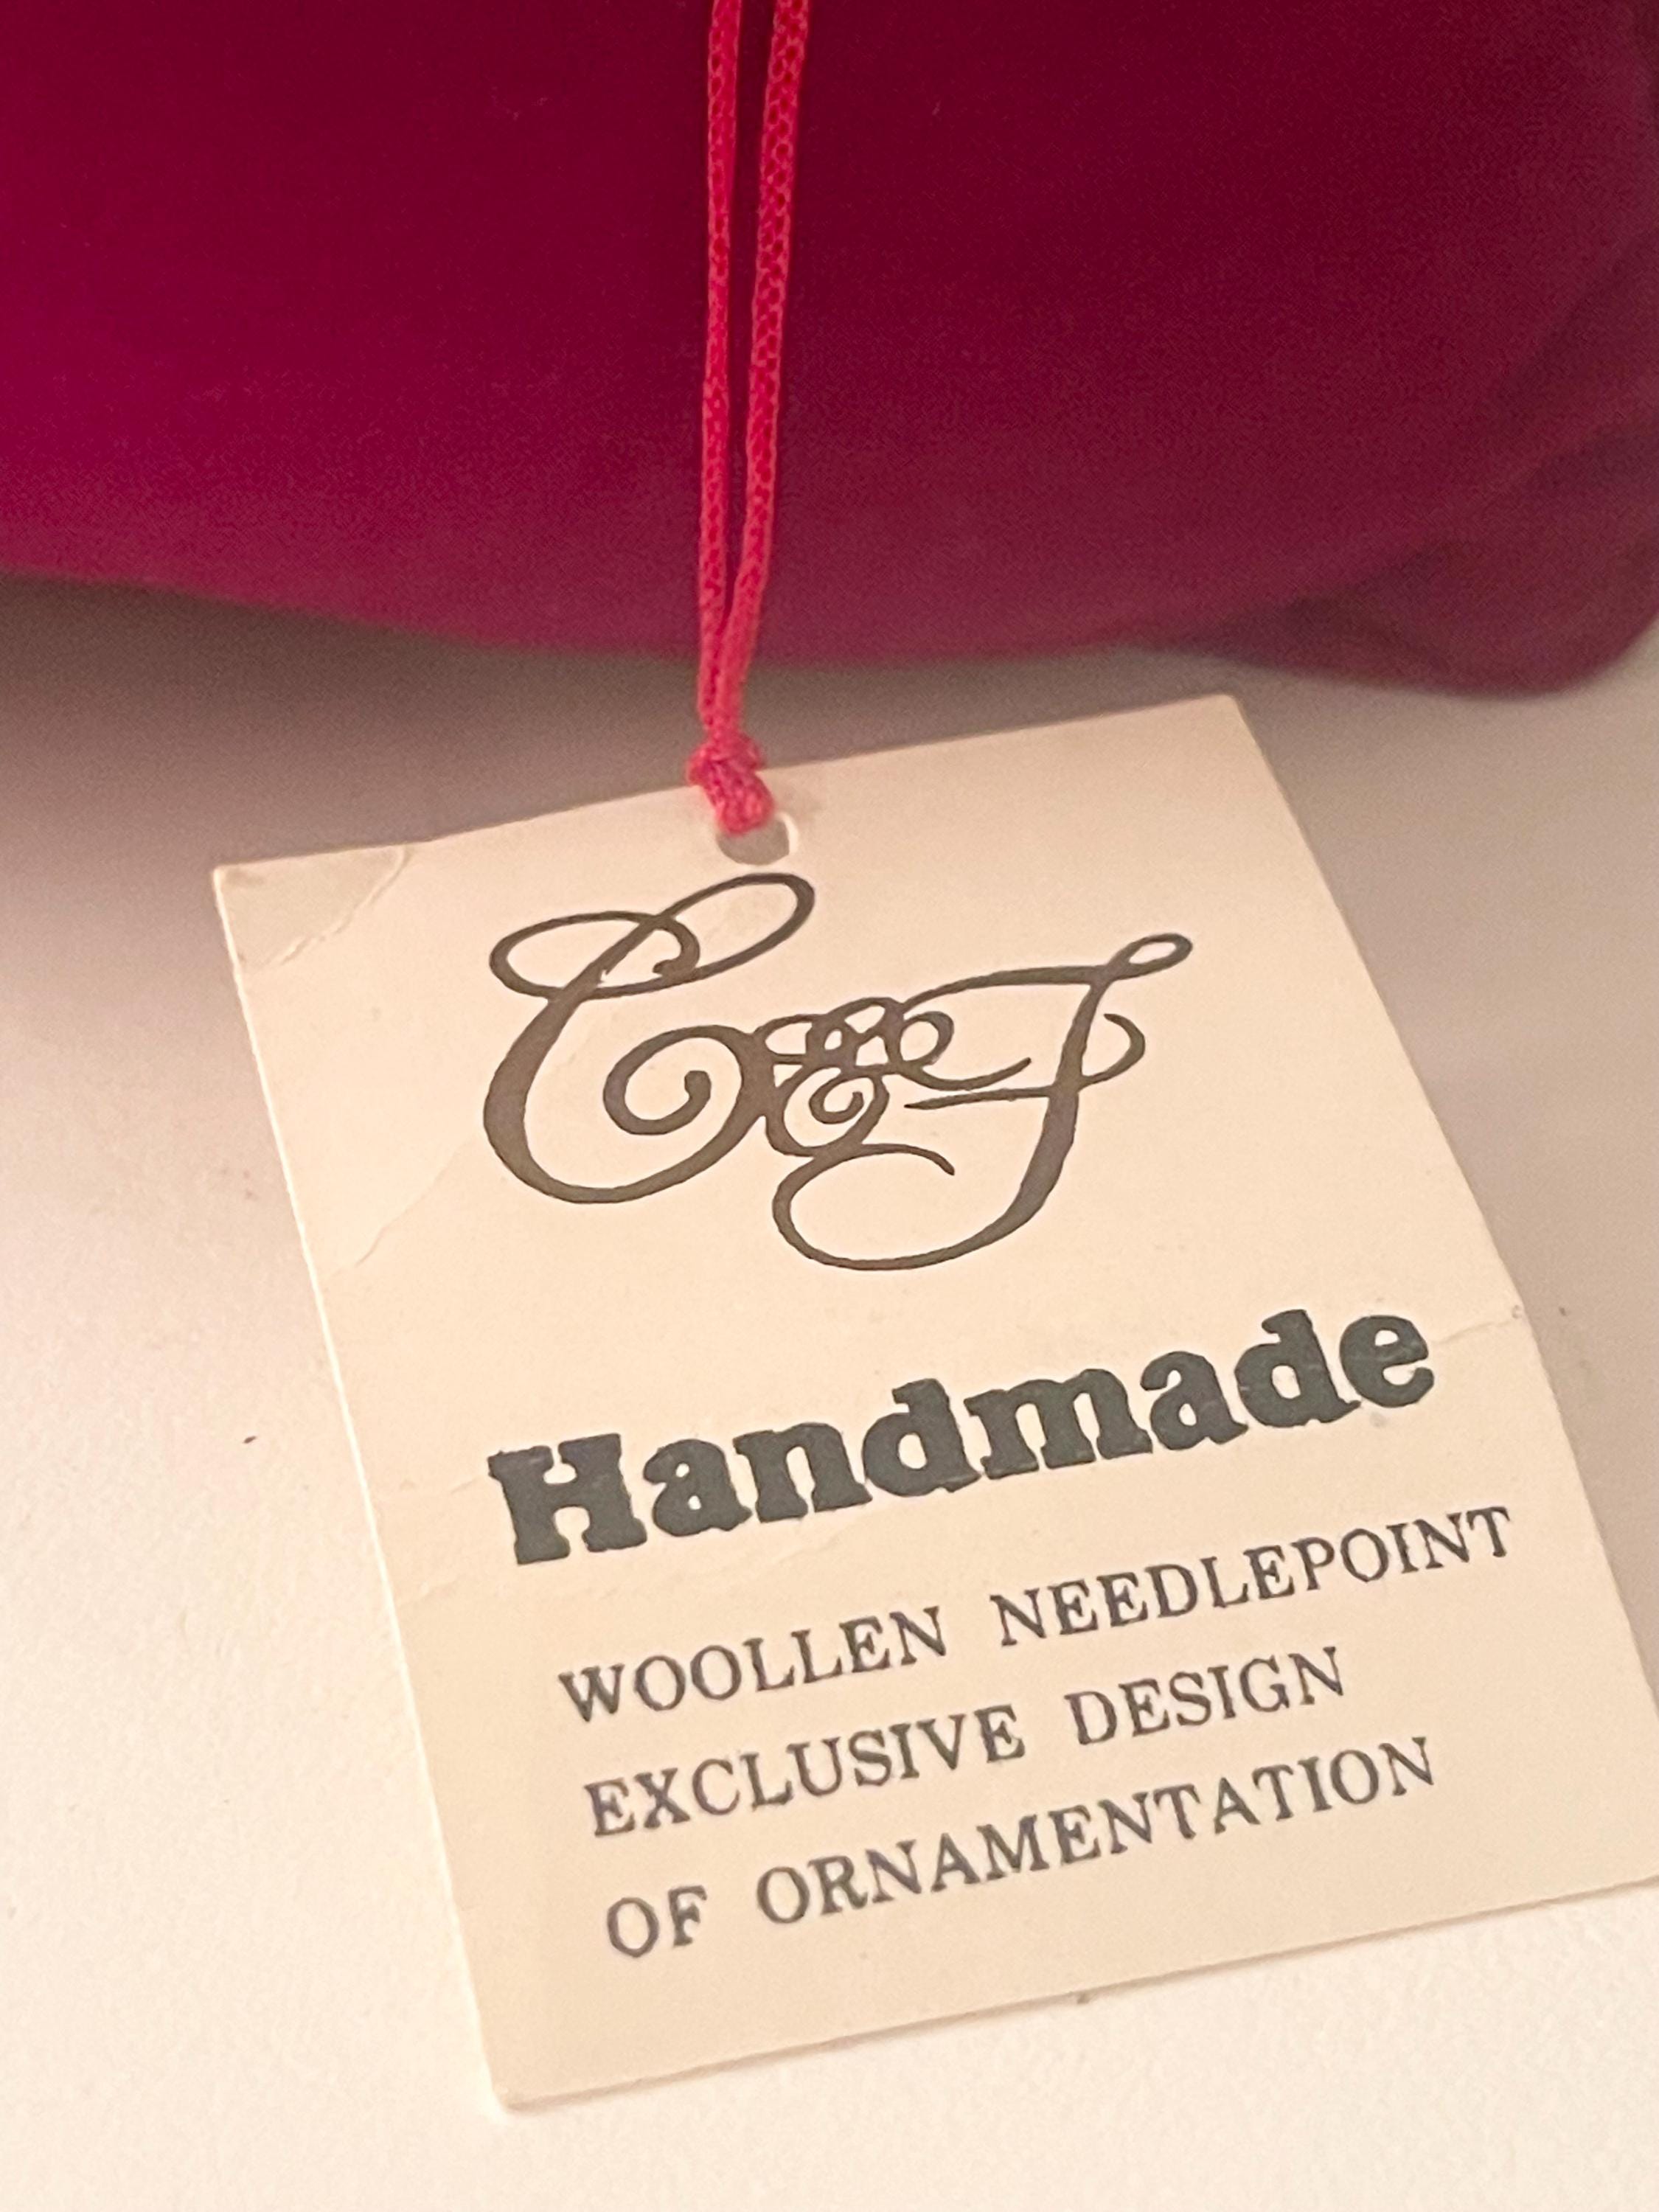 C&F
Handmade
WOOLLEN NEEDLEPOINT
EXCLUSIVE DESIGN
OF ORNAMENTATION